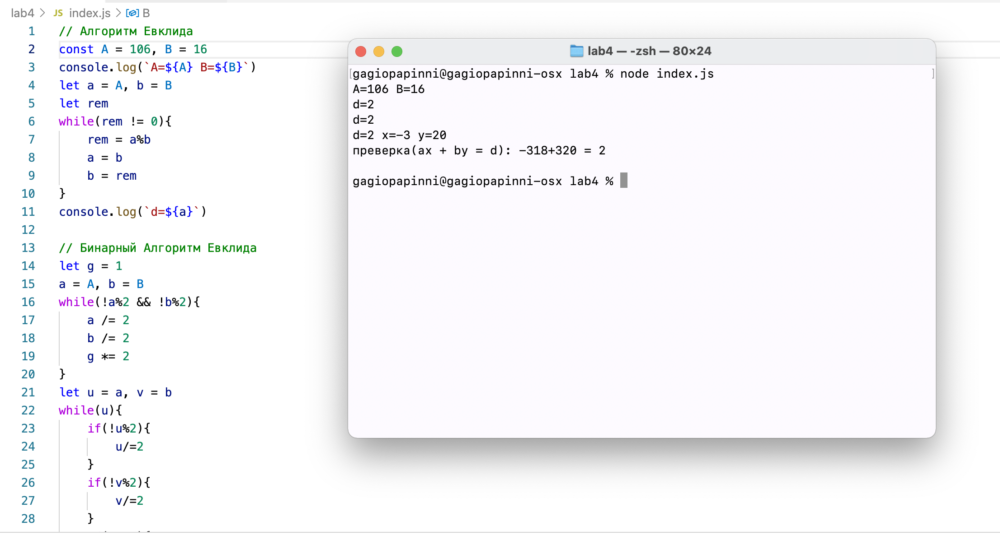 lab4 > JS index.js > B
1 // Алгоритм Евклида
2 const A = 106, B = 16
3 console.log(`A=${A} B=${B}`)
4 let a = A, b = B
5 let rem
6 while(rem != 0){
7 rem = a%b
8 a = b
9 b = rem
10 }
11 console.log(`d=${a}`)
12
13 // Бинарный Алгоритм Евклида
14 let g = 1
15 a = A, b = B
16 while(!a%2 && !b%2){
17 a /= 2
18 b /= 2
19 g *= 2
20 }
21 let u = a, v = b
22 while(u){
23 if(!u%2){
24 u/=2
25 }
26 if(!v%2){
27 v/=2
28 }
lab4 — -zsh — 80×24
[gagiopapinni@gagiopapinni-osx lab4 % node index.js ]
A=106 B=16
d=2
d=2
d=2 x=-3 y=20
преверка(ax + by = d): -318+320 = 2
gagiopapinni@gagiopapinni-osx lab4 %